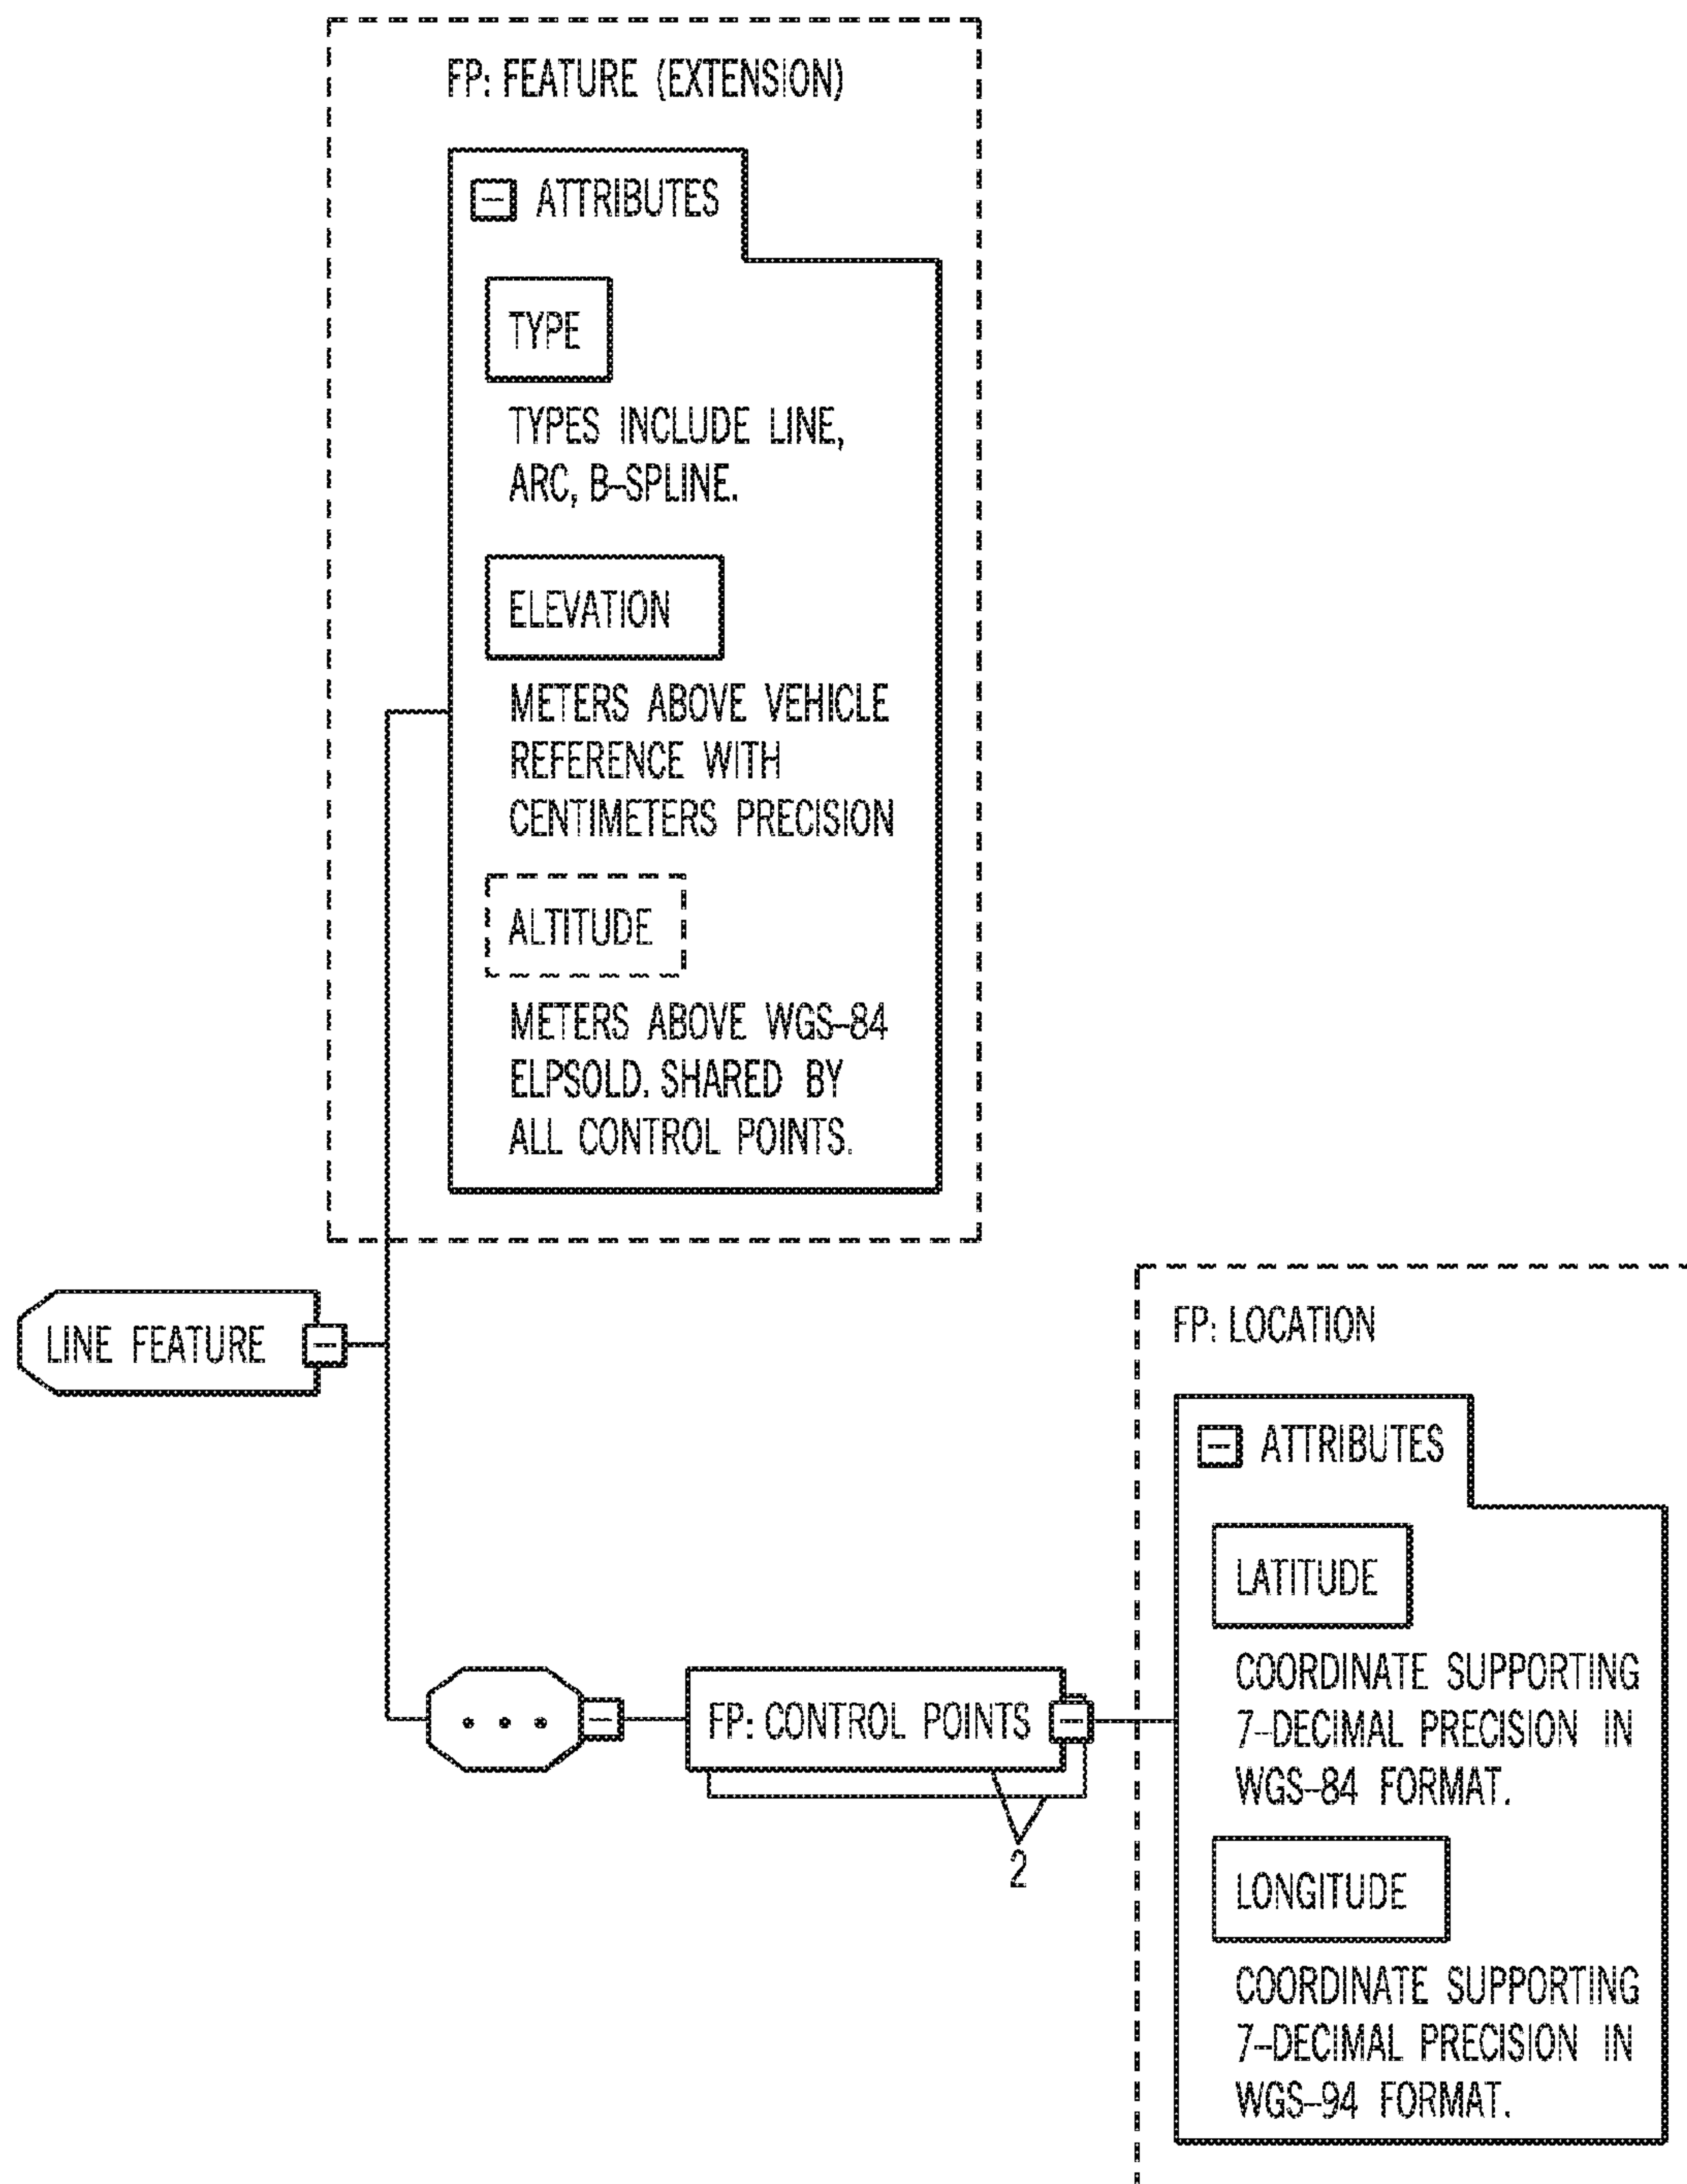 FP: FEATURE (EXTENSION)
ATTRIBUTES
TYPE
TYPES INCLUDE LINE,
ARC, B-SPLINE.
ELEVATION
METERS ABOVE VEHICLE
REFERENCE WITH
CENTIMETERS PRECISION
ALTITUDE
METERS ABOVE WGS-84
ELPSOLD. SHARED BY
ALL CONTROL POINTS.
LINE FEATURE
FP: LOCATION
ATTRIBUTES
LATITUDE
COORDINATE SUPPORTING
7-DECIMAL PRECISION IN
WGS-84 FORMAT.
FP: CONTROL POINTS
2
LONGITUDE
COORDINATE SUPPORTING
7-DECIMAL PRECISION IN
WGS-94 FORMAT.